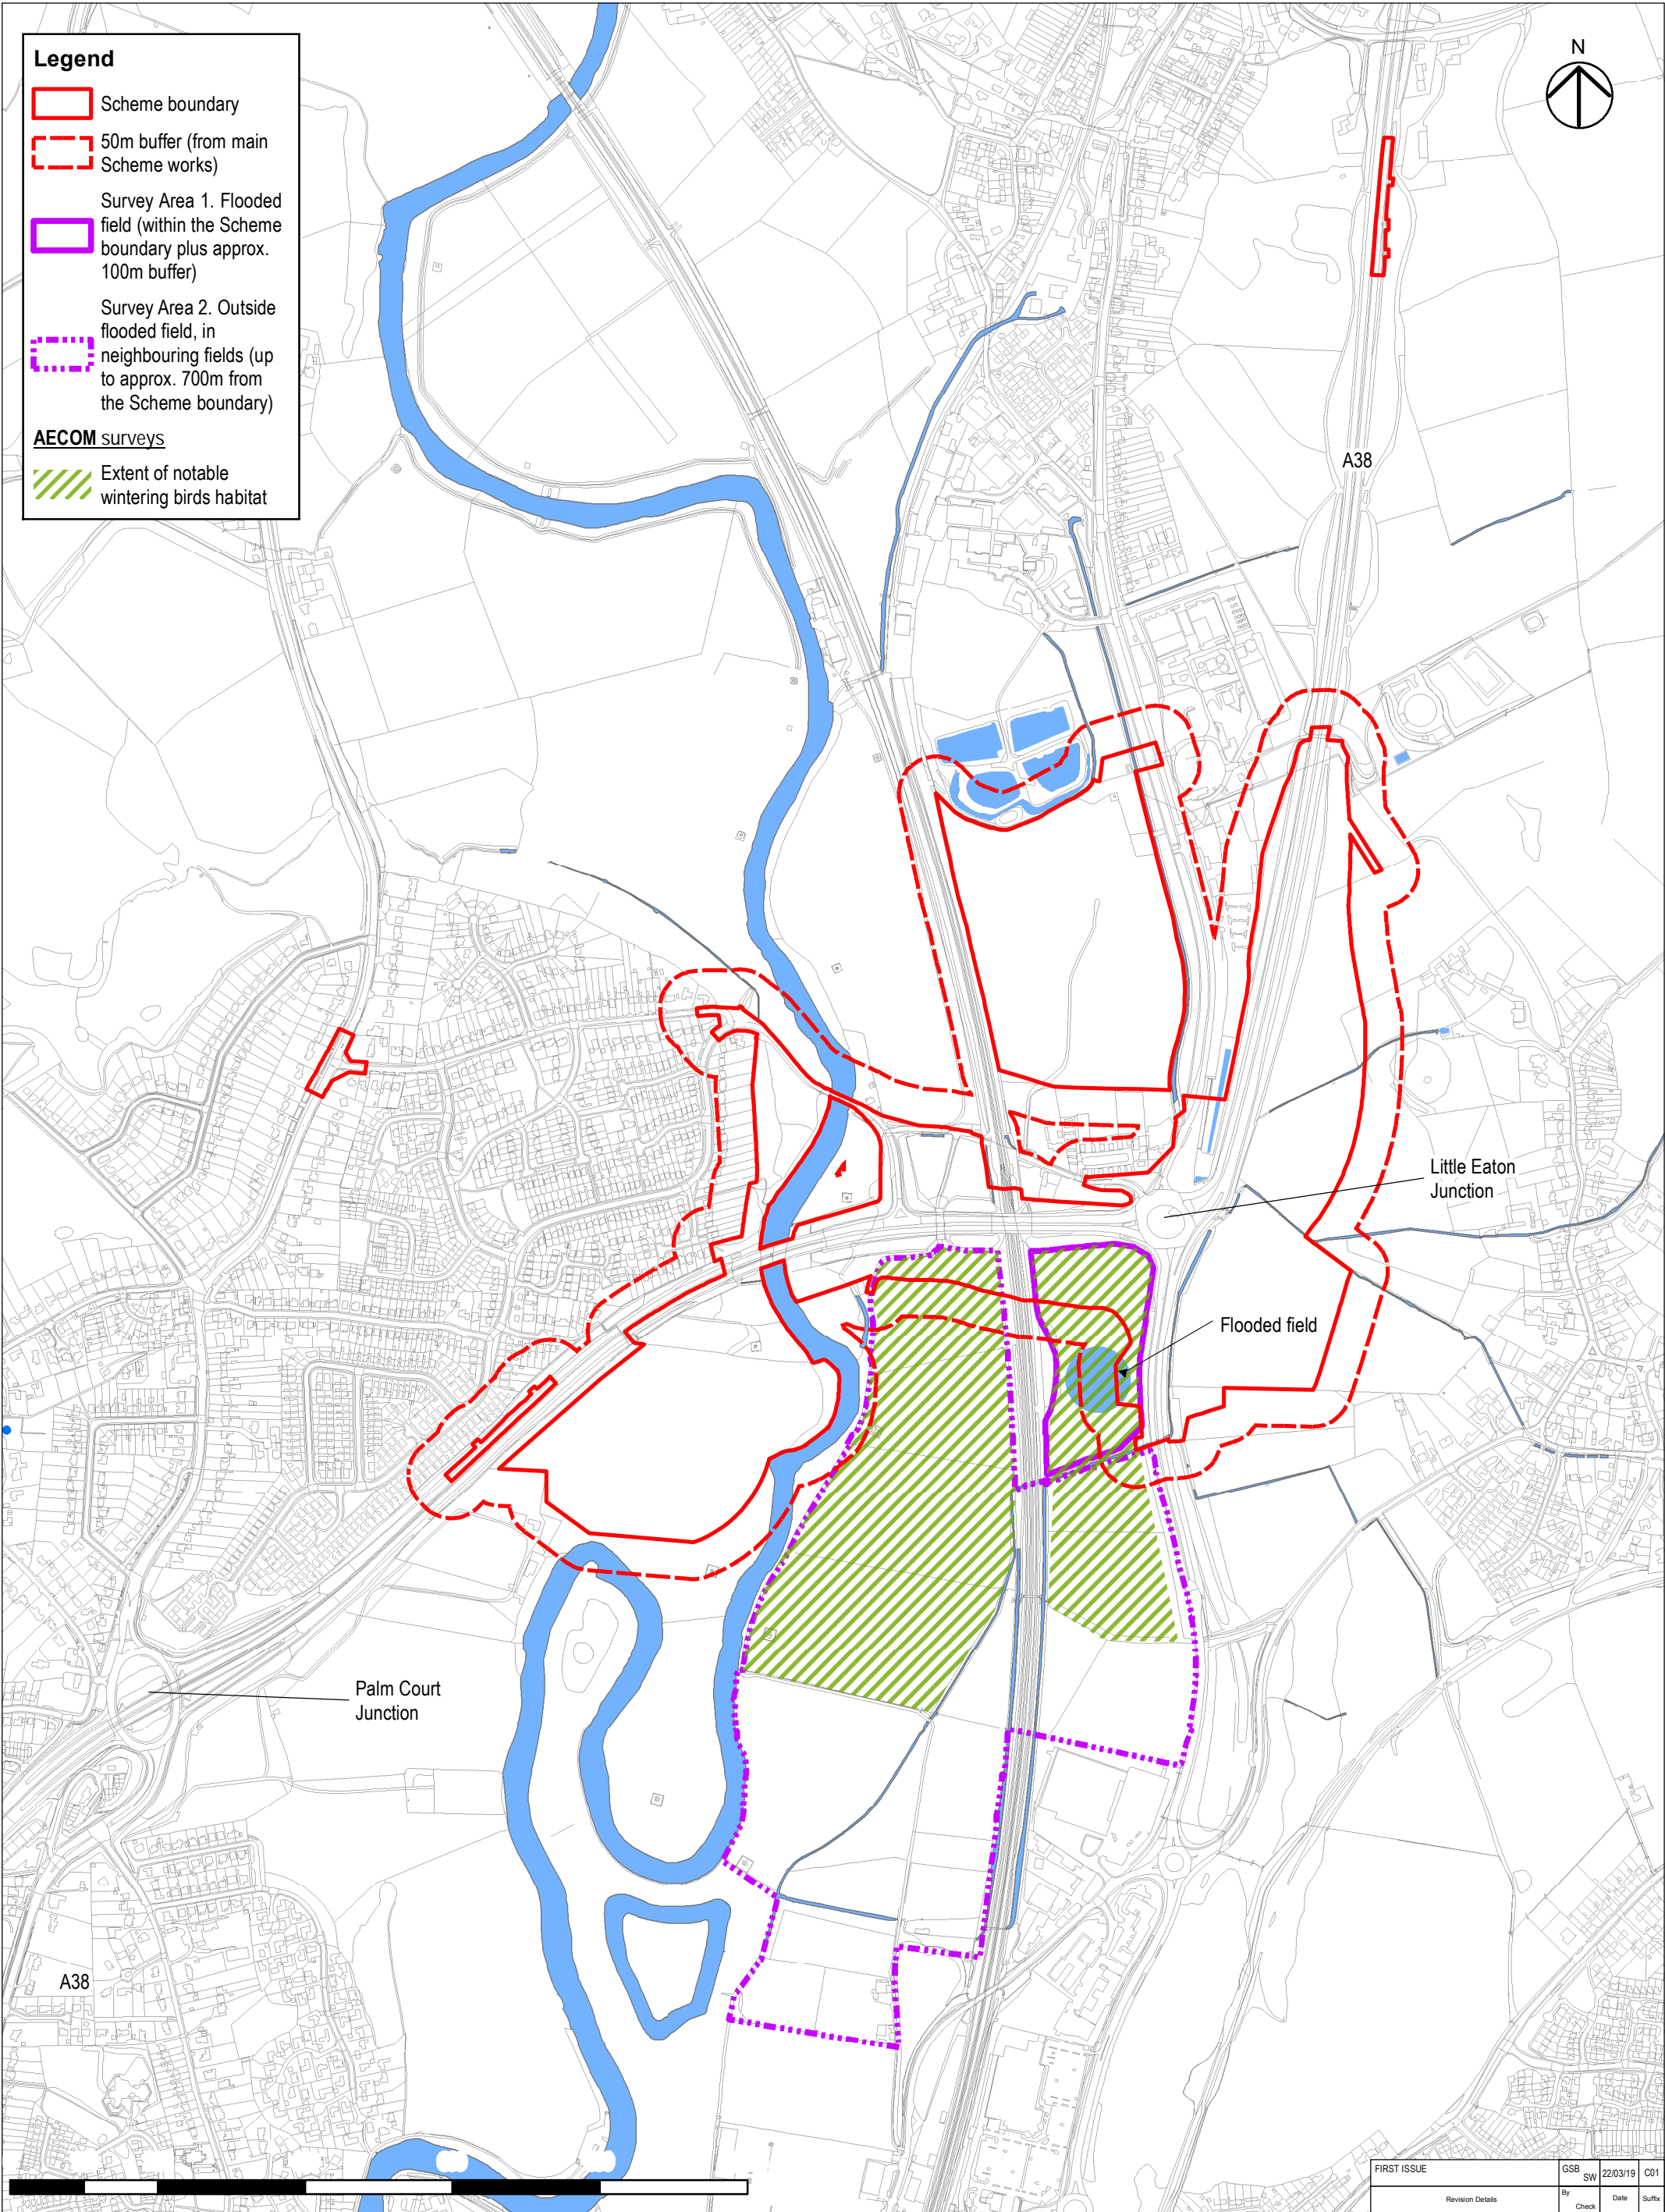 Legend
Scheme boundary
50m buffer (from main
Scheme works)
Survey Area 1. Flooded
field (within the Scheme
boundary plus approx.
100m buffer)
Survey Area 2. Outside
flooded field, in
neighbouring fields (up
to approx. 700m from
the Scheme boundary)
AECOM surveys
Extent of notable
wintering birds habitat
N
A38
Little Eaton
Junction
Flooded field
Palm Court
Junction
A38
FIRST ISSUE
GSB
SW
22/03/19
C01
Revision Details
By
Check
Date
Suffix